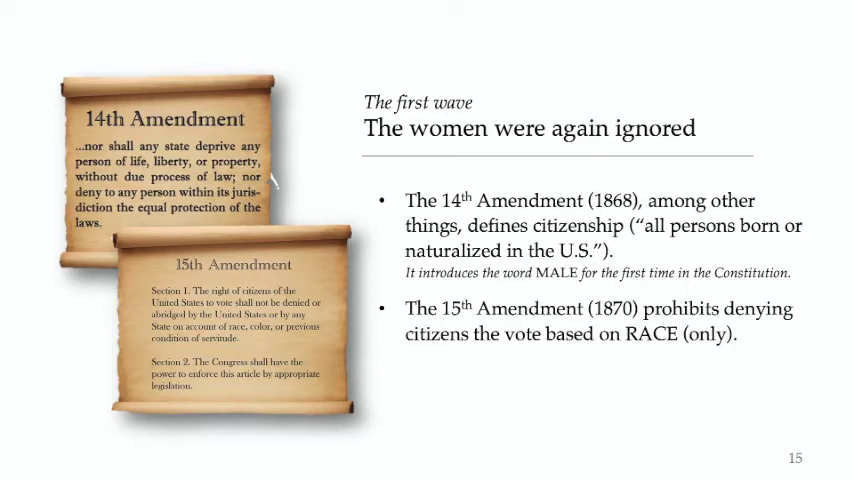 14th Amendment
...nor shall any state deprive any
person of life, liberty, or property,
without due process of law; nor
deny to any person within its juris-
diction the equal protection of the
laws.
15th Amendment
Section 1. The right of citizens of the
United States to vote shall not be denied or
abridged by the United States or by any
State on account of race, color, or previous
condition of servitude.
Section 2. The Congress shall have the
power to enforce this article by appropriate
legislation.
The first wave
The women were again ignored
• The 14th Amendment (1868), among other
things, defines citizenship (“all persons born or
naturalized in the U.S.”).
It introduces the word MALE for the first time in the Constitution.
• The 15th Amendment (1870) prohibits denying
citizens the vote based on RACE (only).
15